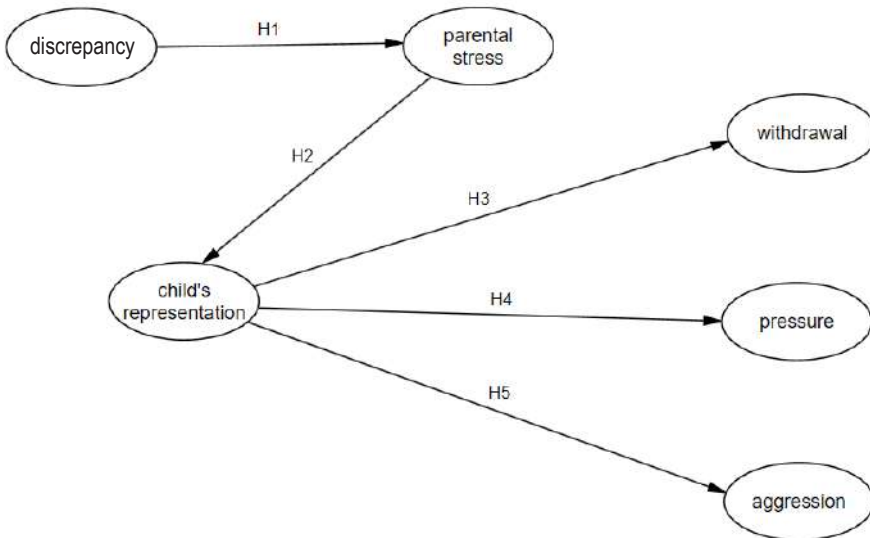 discrepancy
H1
parental
stress
withdrawal
H2
H3
child's
representation
H4
pressure
H5
aggression